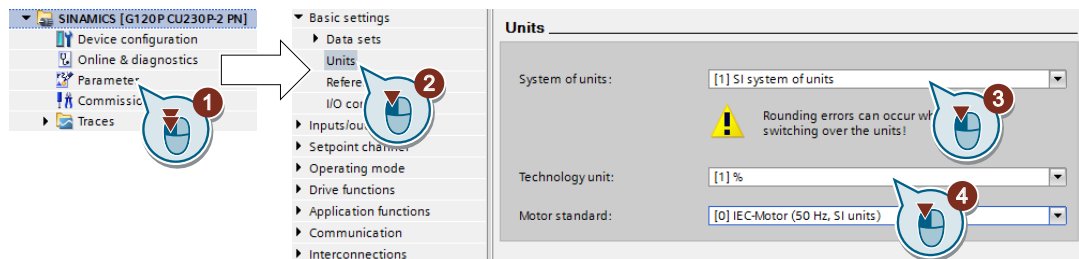 SINAMICS [G120P CU230P-2 PN]
Device configuration
Online & diagnostics
Parameter
Commissio
Traces
1
Basic settings
Data sets
Units
Refere
I/O con
Inputs/ou
Setpoint chann
Operating mode
Drive functions
Application functions
Communication
Interconnections
2
Units
System of units:
[1] SI system of units
3
Rounding errors can occur wh
switching over the units!
Technology unit:
[1] %
4
Motor standard:
[0] IEC-Motor (50 Hz, SI units)